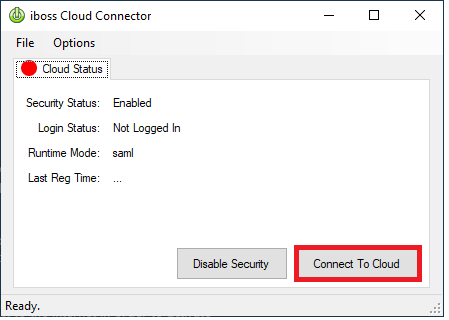 iboss Cloud Connector
File Options
Cloud Status
Security Status: Enabled
Login Status: Not Logged In
Runtime Mode: saml
Last Reg Time: ...
Disable Security Connect To Cloud
Ready.